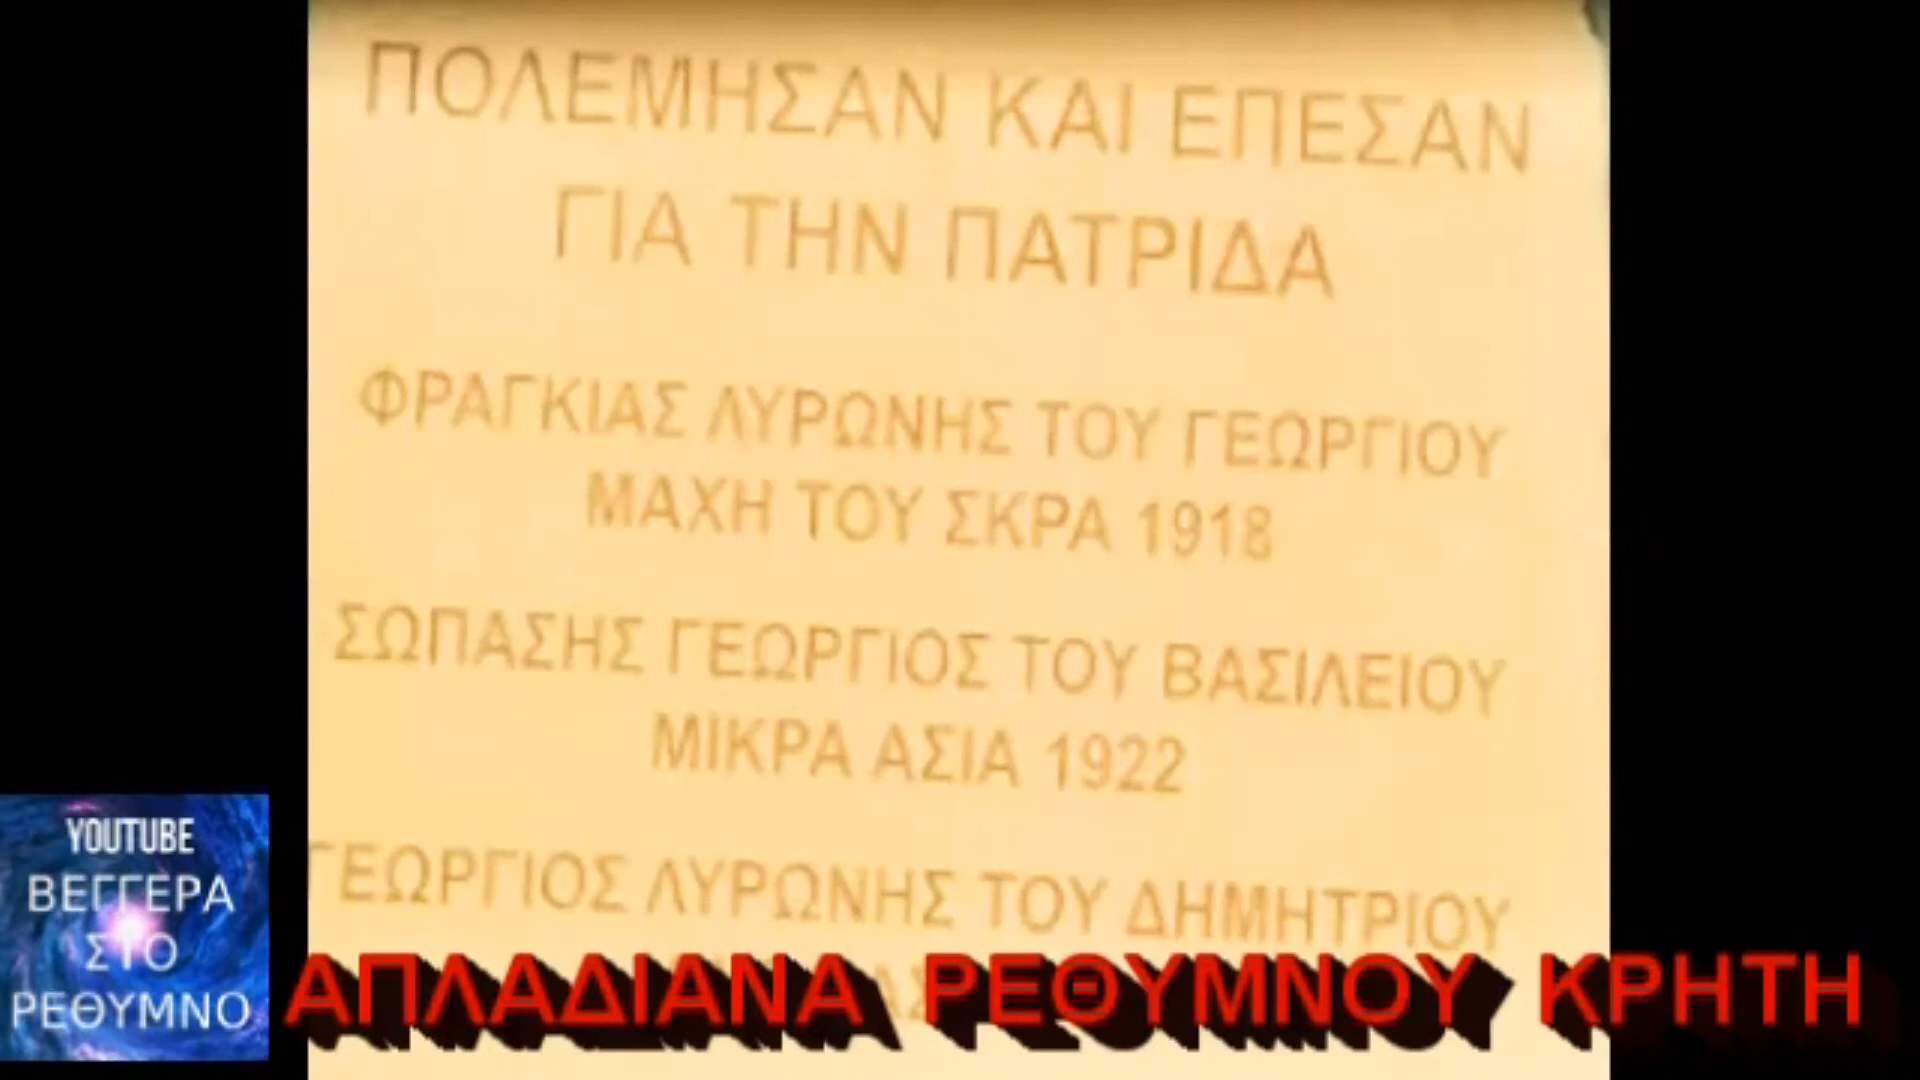 ΠΟΛΕΜΗΣΑΝ ΚΑΙ ΕΠΕΣΑΝ
ΓΙΑ ΤΗΝ ΠΑΤΡΙΔΑ
ΦΡΑΓΚΙΑΣ ΛΥΡΩΝΗΣ ΤΟΥ ΓΕΩΡΓΙΟΥ
ΜΑΧΗ ΤΟΥ ΣΚΡΑ 1918
ΣΩΠΑΣΗΣ ΓΕΩΡΓΙΟΣ ΤΟΥ ΒΑΣΙΛΕΙΟΥ
ΜΙΚΡΑ ΑΣΙΑ 1922
ΓΕΩΡΓΙΟΣ ΛΥΡΩΝΗΣ ΤΟΥ ΔΗΜΗΤΡΙΟΥ
YOUTUBE
ΒΕΓΓΕΡΑ
ΣΤΟ
ΡΕΘΥΜΝΟ
ΑΠΛΑΔΙΑΝΑ ΡΕΘΥΜΝΟΥ ΚΡΗΤΗ